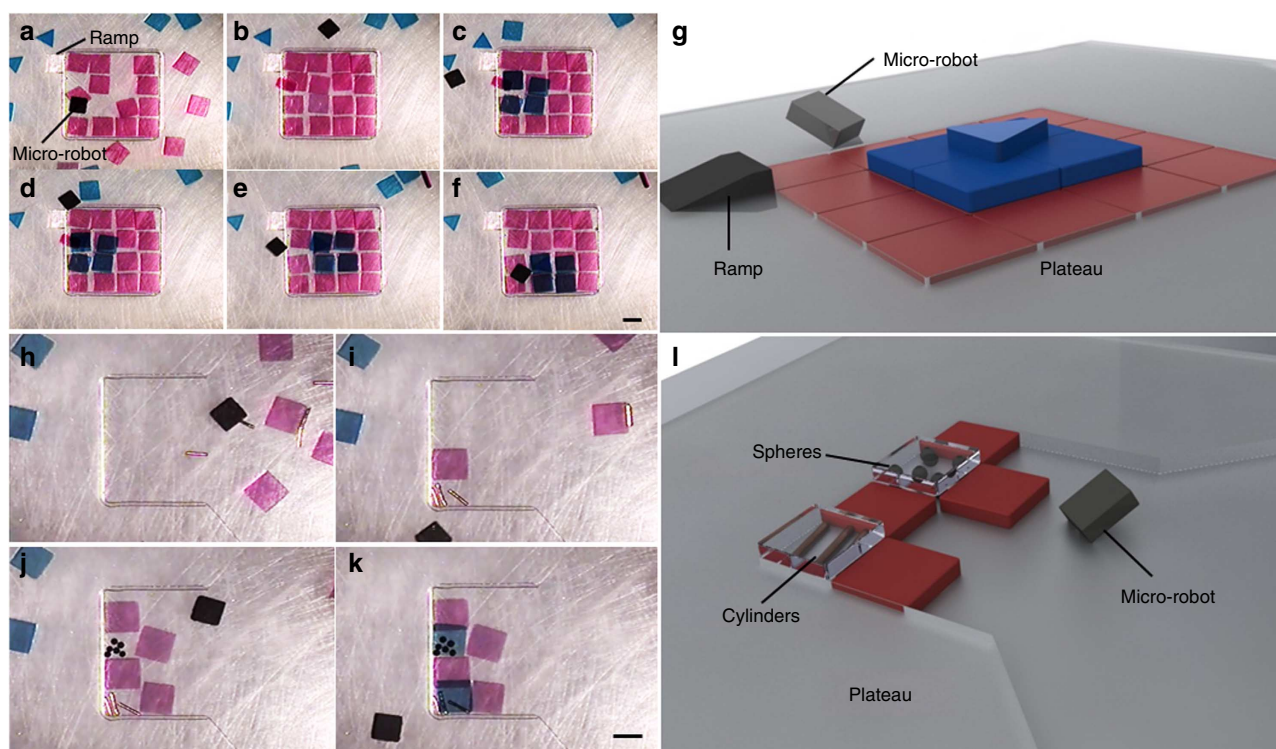 a
Ramp
Micro-robot
b
c
d
e
f
g
Micro-robot
Ramp
Plateau
h
i
j
k
l
Spheres
Cylinders
Micro-robot
Plateau